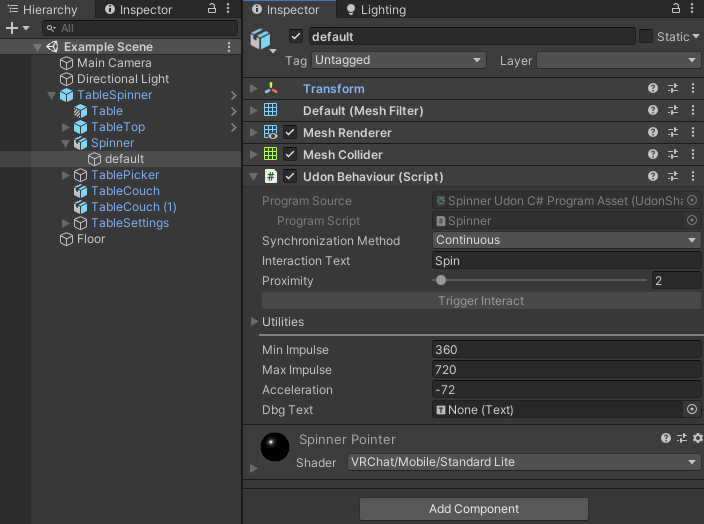 Hierarchy
Inspector
All
Example Scene
Main Camera
Directional Light
TableSpinner
Table
TableTop
Spinner
default
TablePicker
TableCouch
TableCouch (1)
TableSettings
Floor
Inspector
Lighting
default
Static
Tag Untagged Layer
Transform
Default (Mesh Filter)
Mesh Renderer
Mesh Collider
Udon Behaviour (Script)
Program Source Spinner Udon C# Program Asset (UdonSha
Program Script Spinner
Synchronization Method Continuous
Interaction Text Spin
Proximity 2
Trigger Interact
Utilities
Min Impulse 360
Max Impulse 720
Acceleration -72
Dbg Text None (Text)
Spinner Pointer
Shader VRChat/Mobile/Standard Lite
Add Component